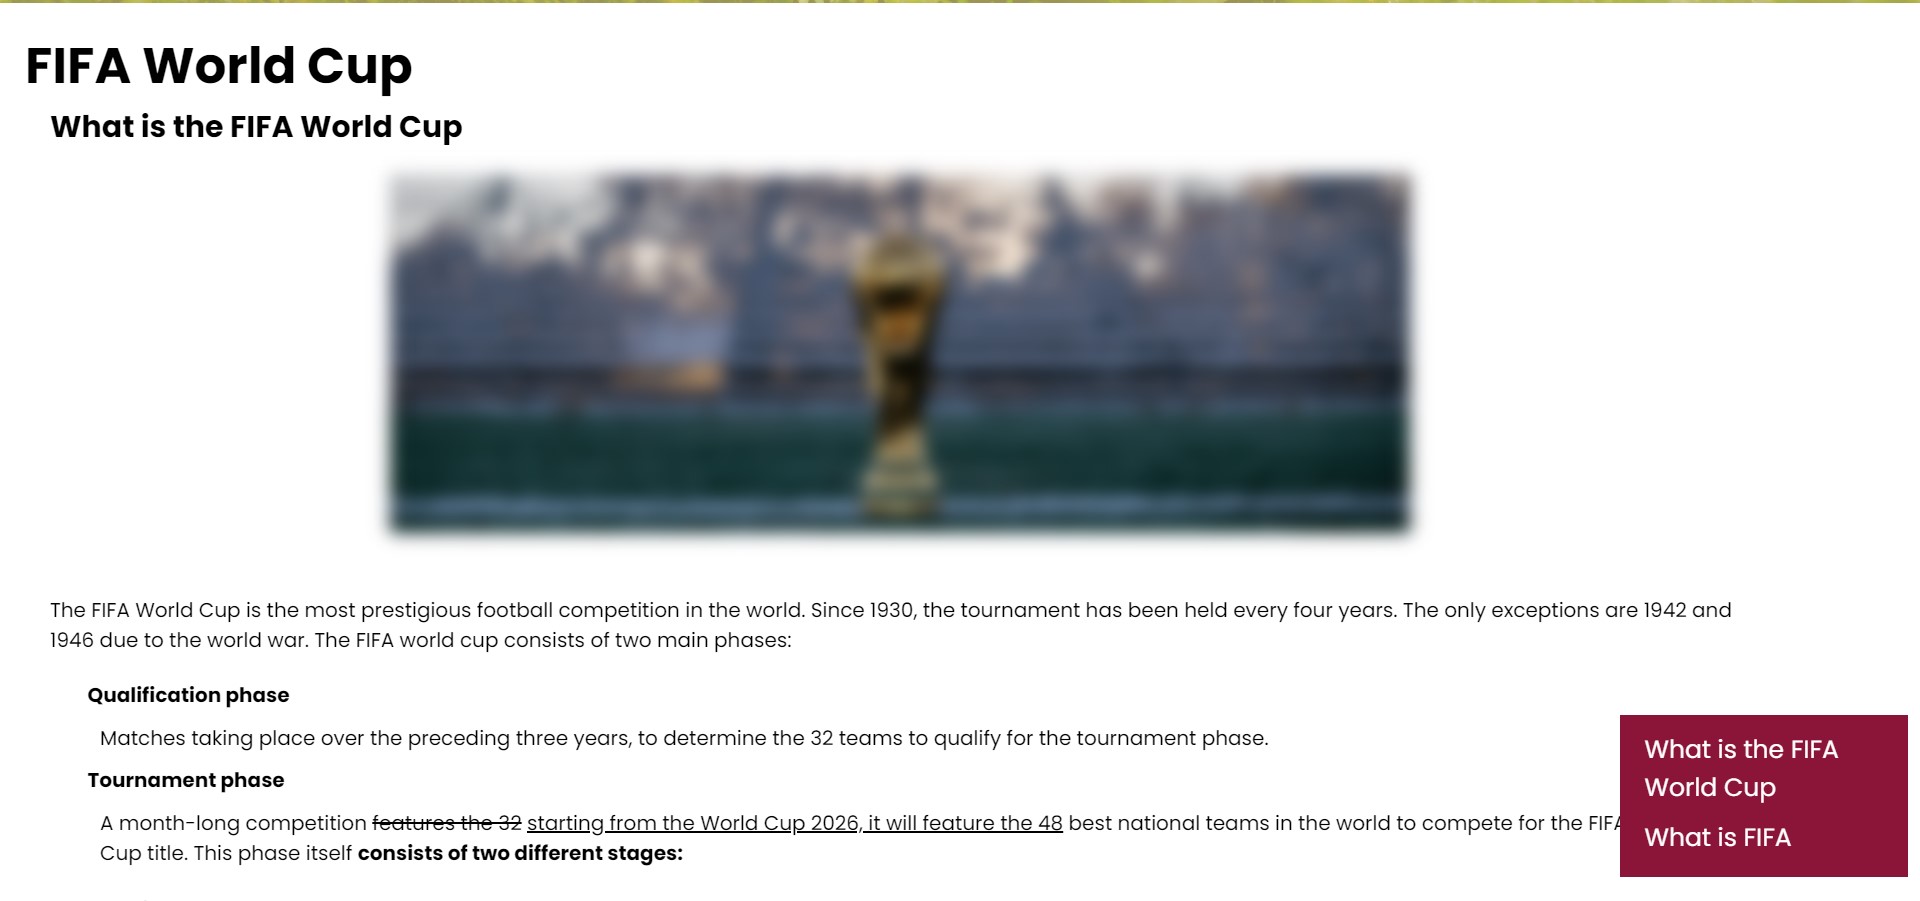 FIFA World Cup
What is the FIFA World Cup
The FIFA World Cup is the most prestigious football competition in the world. Since 1930, the tournament has been held every four years. The only exceptions are 1942 and
1946 due to the world war. The FIFA world cup consists of two main phases:
Qualification phase
Matches taking place over the preceding three years, to determine the 32 teams to qualify for the tournament phase.
Tournament phase
A month-long competition features the 32 starting from the World Cup 2026, it will feature the 48 best national teams in the world to compete for the FIFA
Cup title. This phase itself consists of two different stages:
What is the FIFA
World Cup
What is FIFA